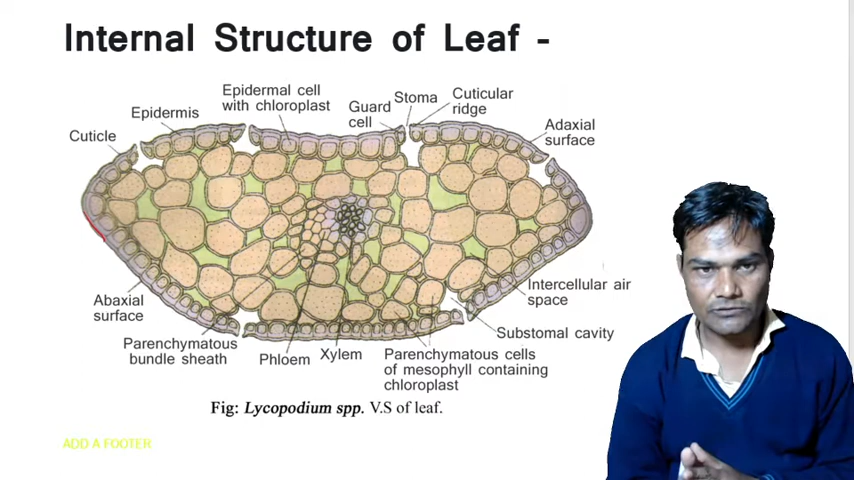 Internal Structure of Leaf -
Epidermal cell
with chloroplast
Epidermis
Guard
cell
Stoma
Cuticular
ridge
Cuticle
Adaxial
surface
Abaxial
surface
Intercellular air
space
Parenchymatous
bundle sheath
Phloem
Xylem
Substomal cavity
Parenchymatous cells
of mesophyll containing
chloroplast
Fig: Lycopodium spp. V.S of leaf.
ADD A FOOTER